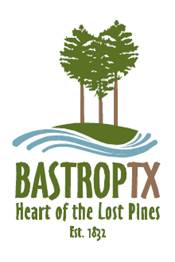 BASTROPTX
Heart of the Lost Pines
Est. 1832